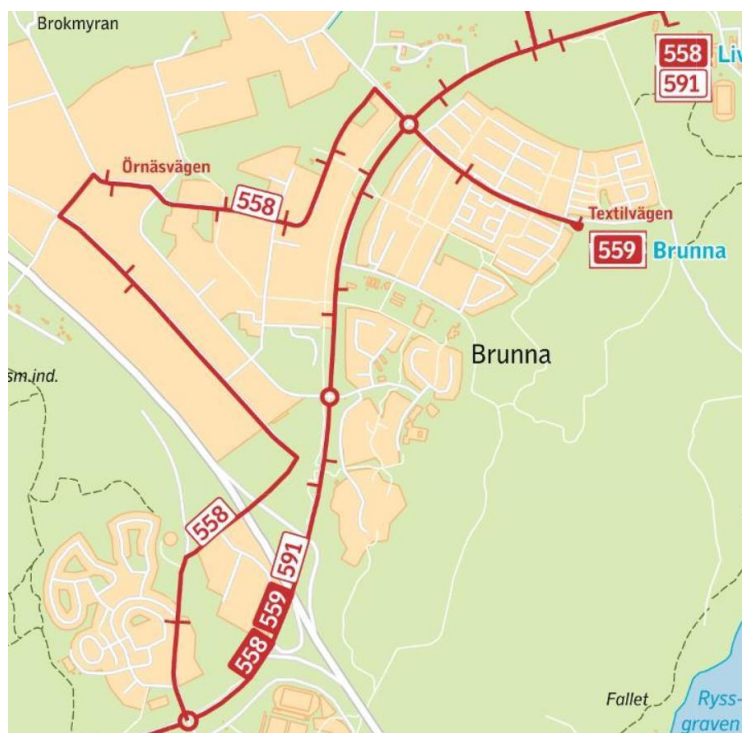 Brokmyran
558
591
Örnäsvägen
558
Textilvägen
559 Brunna
Brunna
sm.ind.
558
558 559 591
Fallet
Ryss-
graven